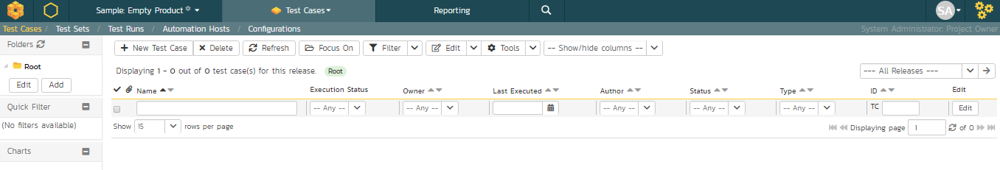 Sample: Empty Product Test Cases Reporting SA
Test Cases / Test Sets / Test Runs / Automation Hosts / Configurations System Administrator: Project Owner
Folders
Root
Edit Add
Quick Filter
(No filters available)
Charts
New Test Case Delete Refresh Focus On Filter Edit Tools -- Show/hide columns --
Displaying 1 - 0 out of 0 test case(s) for this release. Root --- All Releases ---
Name Execution Status Owner Last Executed Author Status Type ID Edit
-- Any -- -- Any -- -- Any -- -- Any -- -- Any -- TC Edit
Show 15 rows per page Displaying page 1 of 0